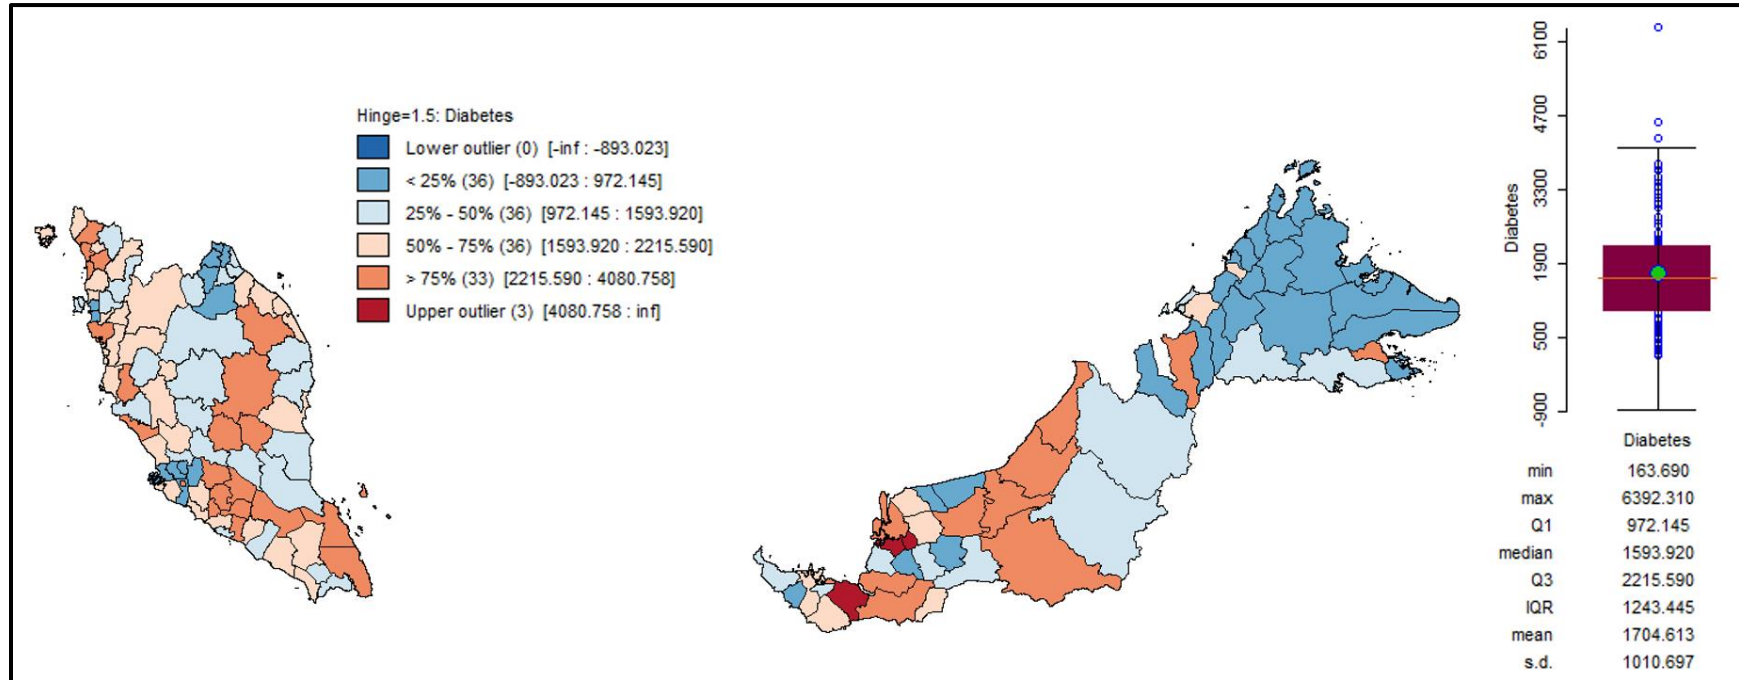 Hinge=1.5: Diabetes
Lower outlier (0) [-inf : -893.023]
< 25% (36) [-893.023 : 972.145]
25% - 50% (36) [972.145 : 1593.920]
50% - 75% (36) [1593.920 : 2215.590]
> 75% (33) [2215.590 : 4080.758]
Upper outlier (3) [4080.758 : inf]
Diabetes
6100
4700
3300
1900
500
-900
Diabetes
min 163.690
max 6392.310
Q1 972.145
median 1593.920
Q3 2215.590
IQR 1243.445
mean 1704.613
s.d. 1010.697